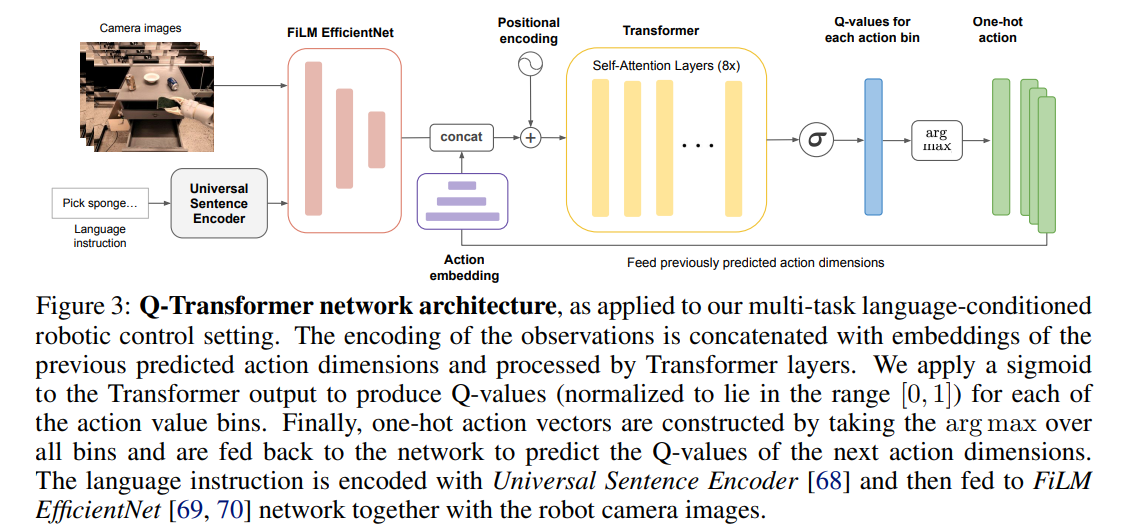 Camera images
FiLM EfficientNet
Positional
encoding
Transformer
Q-values for
each action bin
One-hot
action
Self-Attention Layers (8x)
concat
+
...
σ
arg
max
Pick sponge…
Language
instruction
Universal
Sentence
Encoder
Action
embedding
Feed previously predicted action dimensions
Figure 3: Q-Transformer network architecture, as applied to our multi-task language-conditioned
robotic control setting. The encoding of the observations is concatenated with embeddings of the
previous predicted action dimensions and processed by Transformer layers. We apply a sigmoid
to the Transformer output to produce Q-values (normalized to lie in the range [0, 1]) for each of
the action value bins. Finally, one-hot action vectors are constructed by taking the arg max over
all bins and are fed back to the network to predict the Q-values of the next action dimensions.
The language instruction is encoded with Universal Sentence Encoder [68] and then fed to FiLM
EfficientNet [69, 70] network together with the robot camera images.